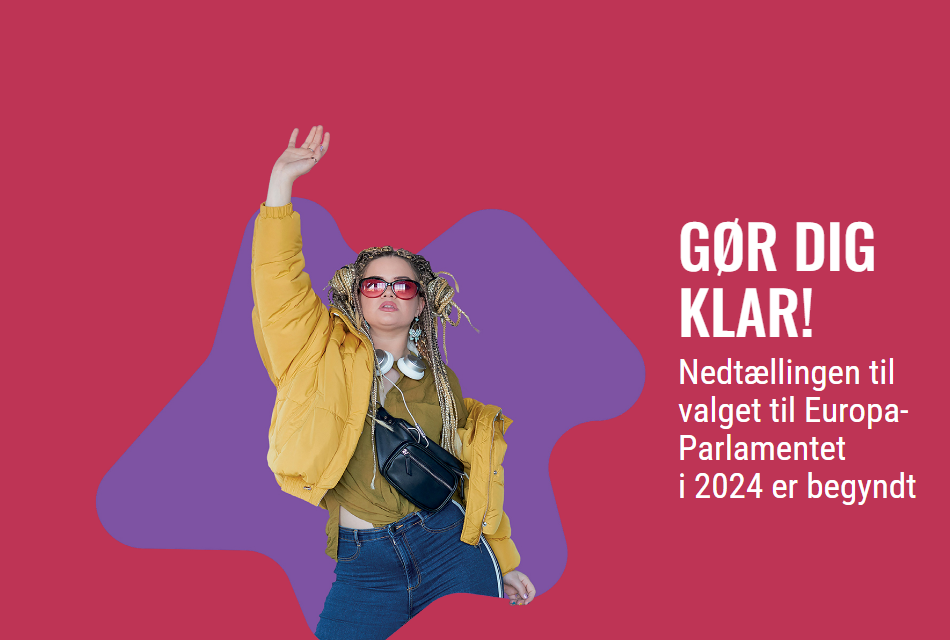 GØR DIG
KLAR!
Nedtællingen til
valget til Europa-
Parlamentet
i 2024 er begyndt